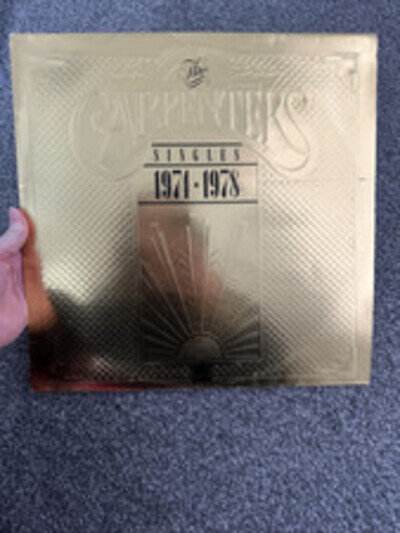 The
CARPENTERS
SINGLES
1974-1978